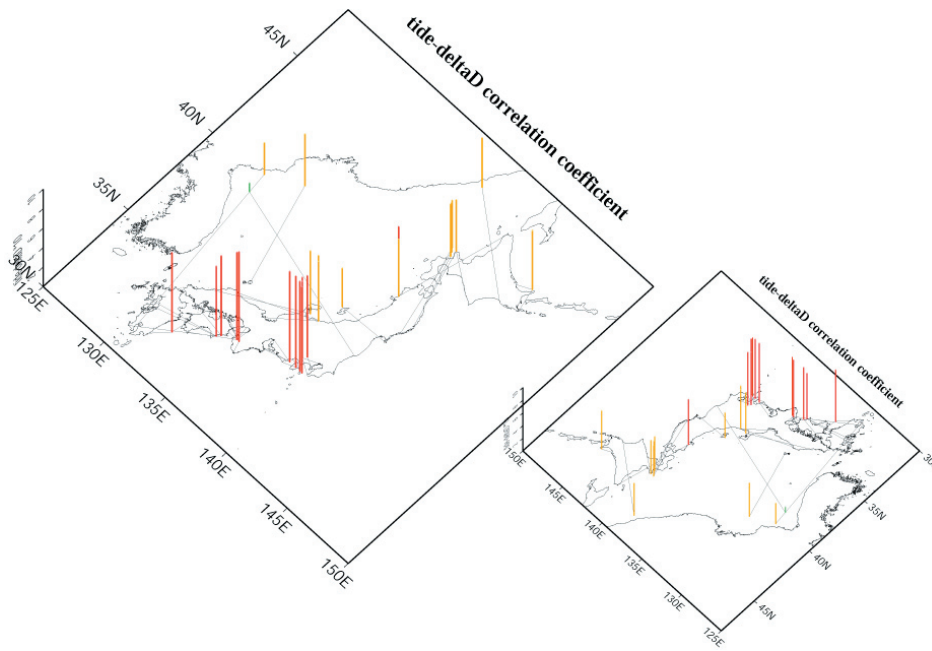 tide-deltaD correlation coefficient
45N
40N
35N
30N
125E
130E
135E
140E
145E
150E
tide-deltaD correlation coefficient
150E
145E
140E
135E
130E
125E
45N
40N
35N